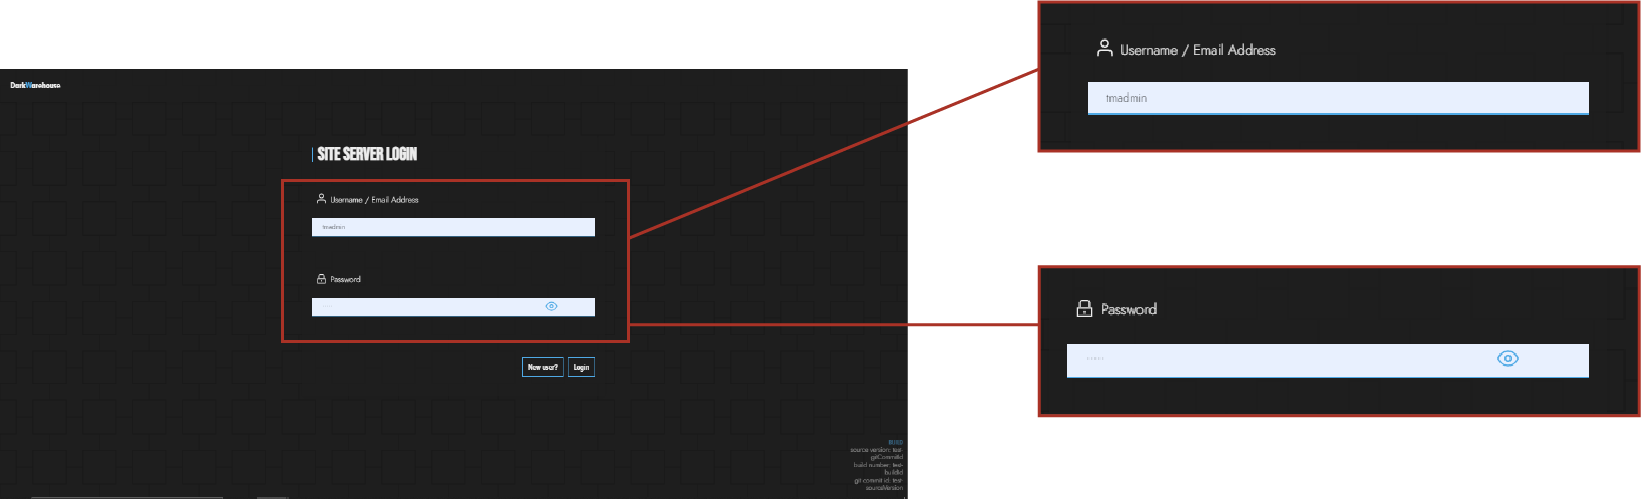 DarkWarehouse
SITE SERVER LOGIN
Username / Email Address
tmadmin
Password
New user?
Login
source version: test-
gitCommitId
build number: test-
buildId
git commit id: test-
sourceVersion
Username / Email Address
tmadmin
Password